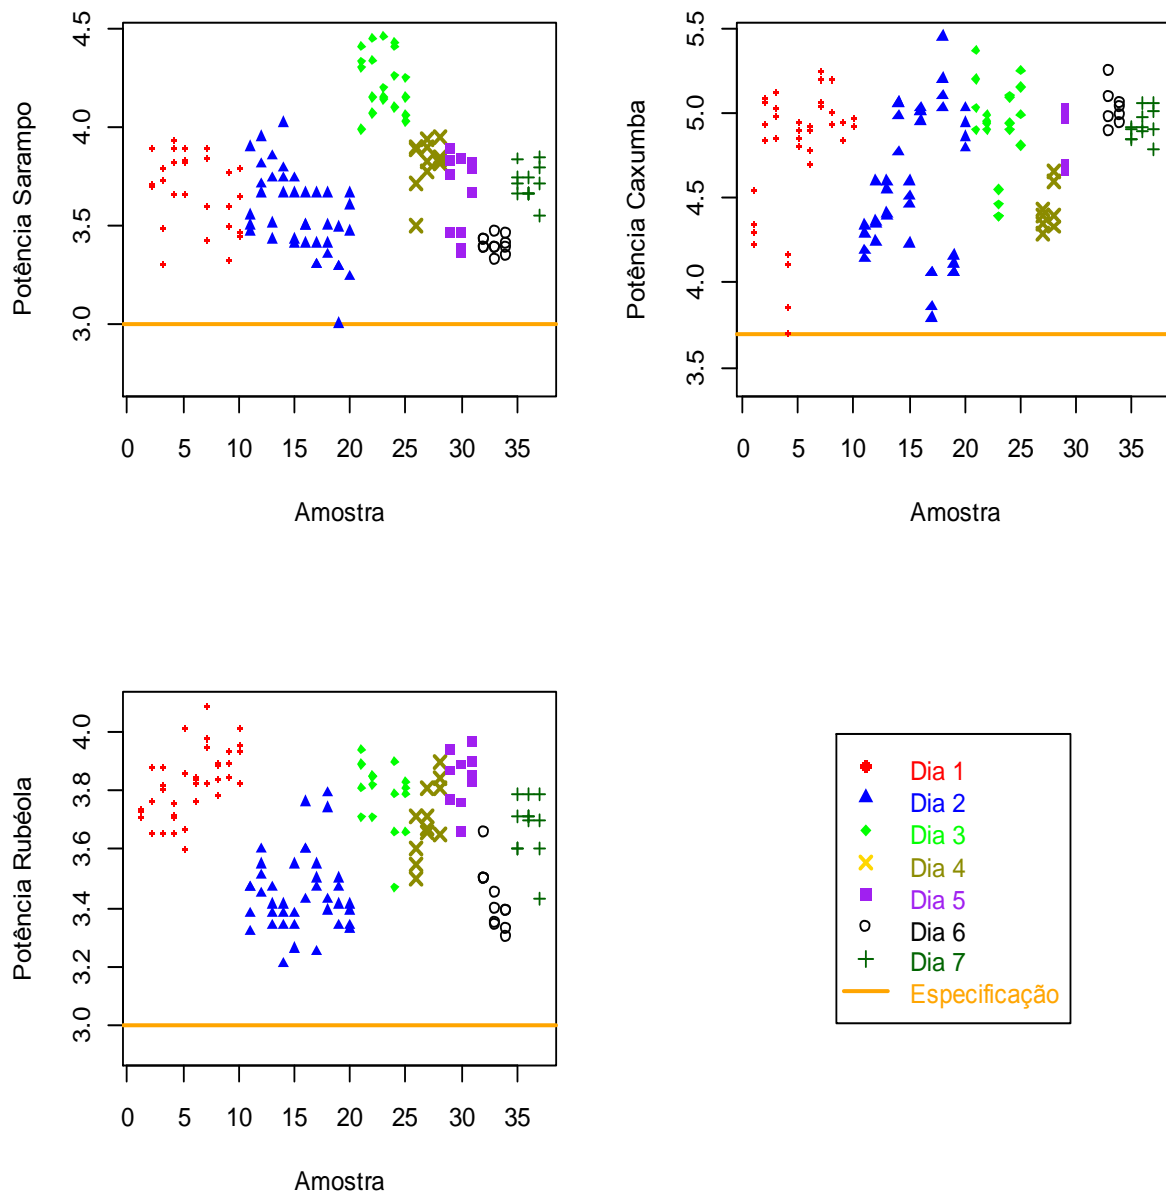 Potência Sarampo
4.5
4.0
3.5
3.0
0 5 10 15 20 25 30 35
Amostra
Potência Caxumba
5.5
5.0
4.5
4.0
3.5
0 5 10 15 20 25 30 35
Amostra
Potência Rubéola
4.0
3.8
3.6
3.4
3.2
3.0
0 5 10 15 20 25 30 35
Amostra
Dia 1
Dia 2
Dia 3
Dia 4
Dia 5
Dia 6
Dia 7
Especificação